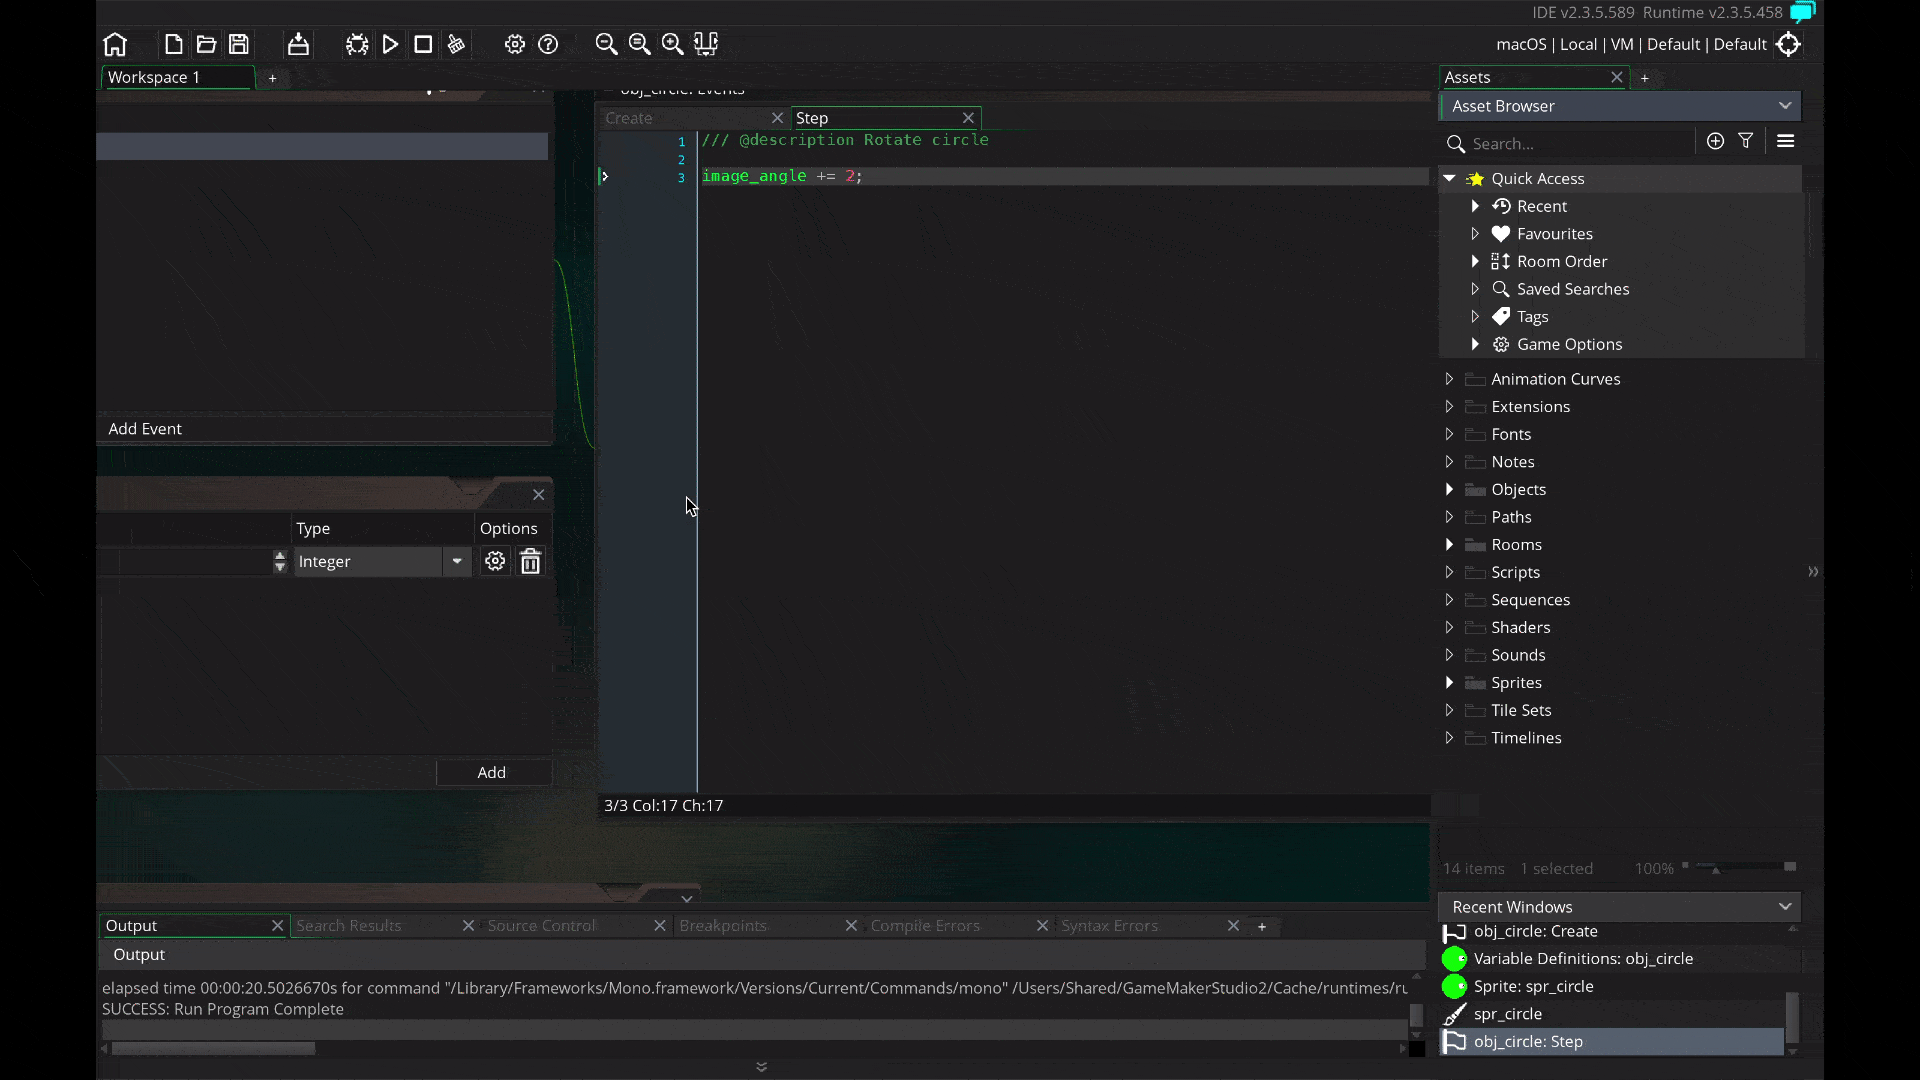 IDE v2.3.5.589 Runtime v2.3.5.458
macOS | Local | VM | Default | Default
Workspace 1
+
obj_circle: Events
Create
Step
1 /// @description Rotate circle
2
3 image_angle += 2;
Add Event
Type
Options
Integer
Add
3/3 Col:17 Ch:17
Assets
+
Asset Browser
Search...
Quick Access
Recent
Favourites
Room Order
Saved Searches
Tags
Game Options
Animation Curves
Extensions
Fonts
Notes
Objects
Paths
Rooms
Scripts
Sequences
Shaders
Sounds
Sprites
Tile Sets
Timelines
14 items 1 selected 100%
Recent Windows
obj_circle: Create
Variable Definitions: obj_circle
Sprite: spr_circle
spr_circle
obj_circle: Step
Output
Search Results
Source Control
Breakpoints
Compile Errors
Syntax Errors
+
Output
elapsed time 00:00:20.5026670s for command "/Library/Frameworks/Mono.framework/Versions/Current/Commands/mono" /Users/Shared/GameMakerStudio2/Cache/runtimes/ru
SUCCESS: Run Program Complete